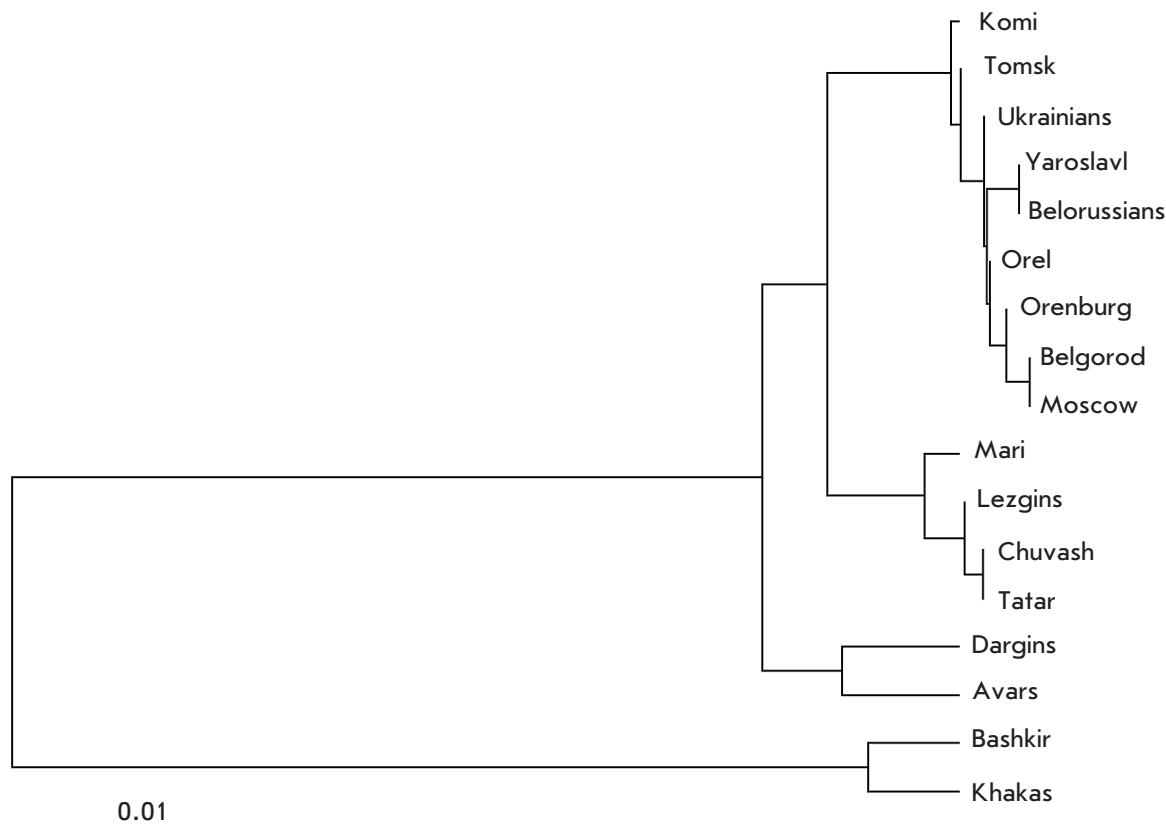 Komi
Tomsk
Ukrainians
Yaroslavl
Belorussians
Orel
Orenburg
Belgorod
Moscow
Mari
Lezgins
Chuvash
Tatar
Dargins
Avars
Bashkir
Khakas
0.01